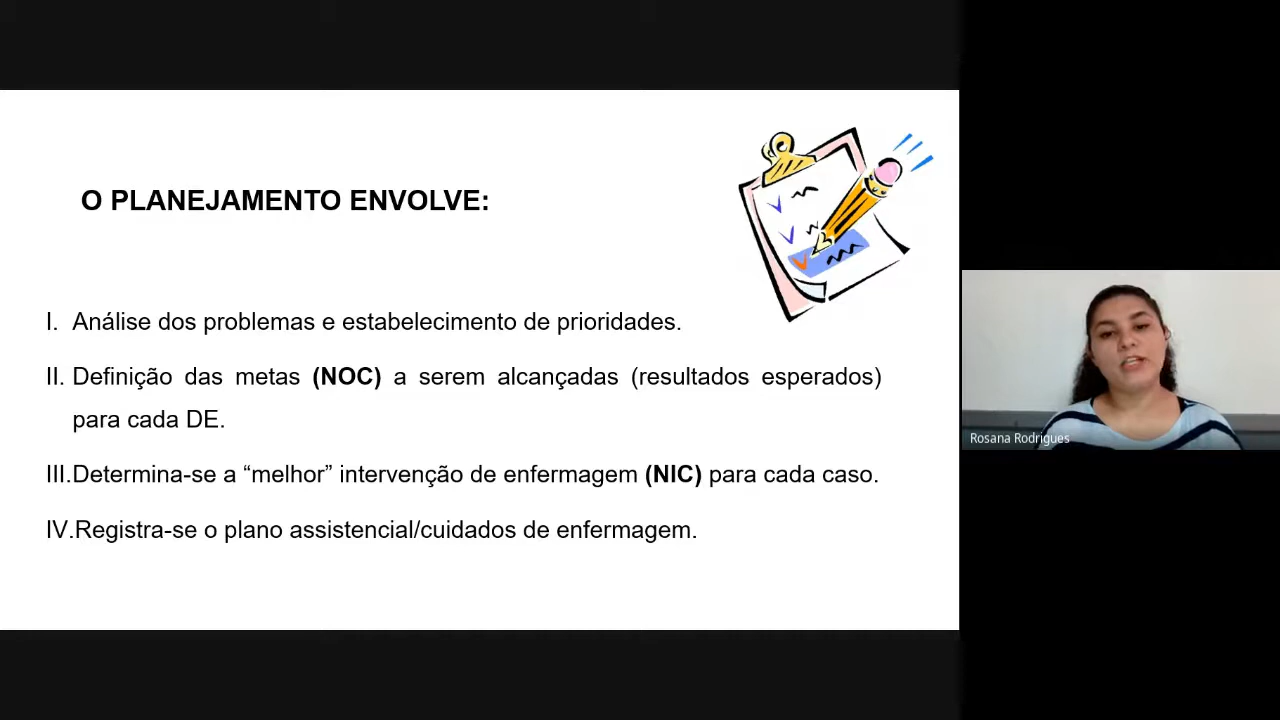 O PLANEJAMENTO ENVOLVE:
I. Análise dos problemas e estabelecimento de prioridades.
II. Definição das metas (NOC) a serem alcançadas (resultados esperados)
para cada DE.
III.Determina-se a “melhor” intervenção de enfermagem (NIC) para cada caso.
IV.Registra-se o plano assistencial/cuidados de enfermagem.
Rosana Rodrigues